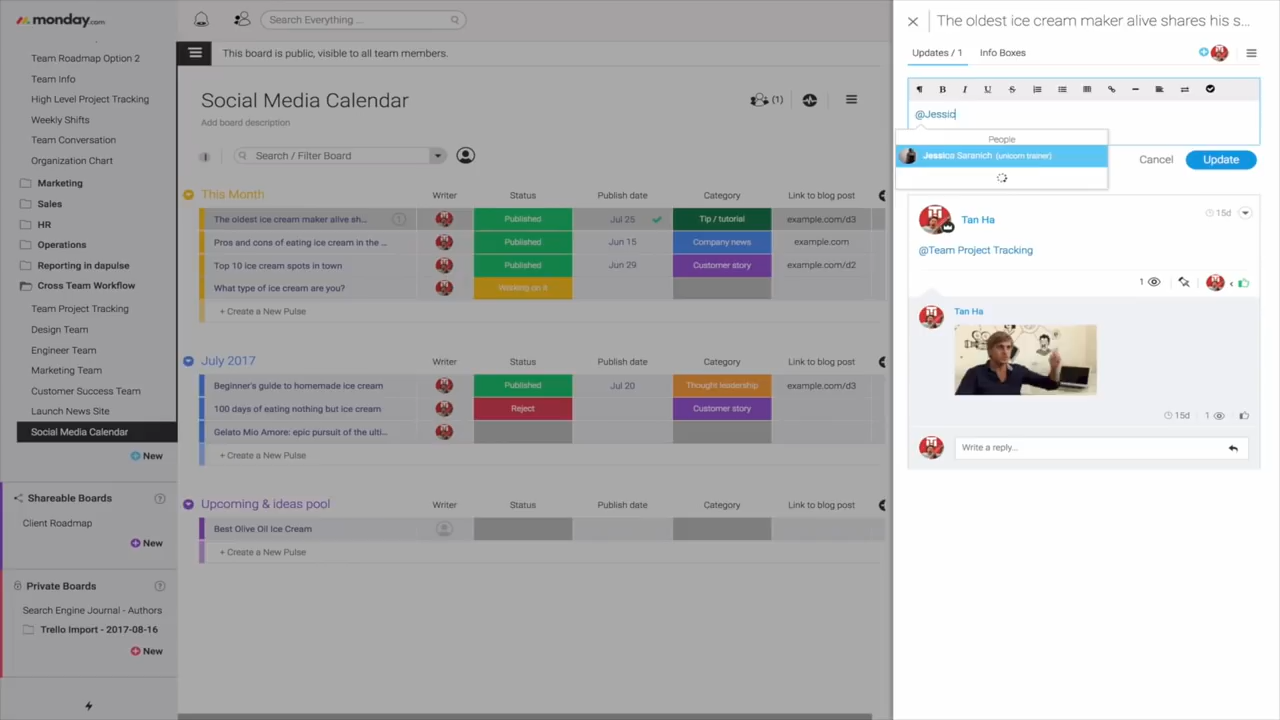 monday.com
Team Roadmap Option 2
Team Info
High Level Project Tracking
Weekly Shifts
Team Conversation
Organization Chart
Marketing
Sales
HR
Operations
Reporting in dapulse
Cross Team Workflow
Team Project Tracking
Design Team
Engineer Team
Marketing Team
Customer Success Team
Launch News Site
Social Media Calendar
New
Shareable Boards ?
Client Roadmap
New
Private Boards ?
Search Engine Journal - Authors
Trello Import - 2017-08-16
New
Search Everything ...
This board is public, visible to all team members.
Social Media Calendar
(1)
Add board description
Search / Filter Board
This Month Writer Status Publish date Category Link to blog post
The oldest ice cream maker alive sh... 1 Published Jul 25 Tip / tutorial example.com/d3
Pros and cons of eating ice cream in the ... Published Jun 15 Company news example.com
Top 10 ice cream spots in town Published Jun 29 Customer story example.com/d2
What type of ice cream are you? Working on it
+ Create a New Pulse
July 2017 Writer Status Publish date Category Link to blog post
Beginner's guide to homemade ice cream Published Jul 20 Thought leadership example.com/d3
100 days of eating nothing but ice cream Reject Customer story
Gelato Mio Amore: epic pursuit of the ulti...
+ Create a New Pulse
Upcoming & ideas pool Writer Status Publish date Category Link to blog post
Best Olive Oil Ice Cream
+ Create a New Pulse
The oldest ice cream maker alive shares his s...
Updates / 1 Info Boxes
B I U S
@Jessic
People
Jessica Saranich (unicorn trainer)
Cancel Update
Tan Ha 15d
@Team Project Tracking
1
Tan Ha
15d 1
Write a reply...